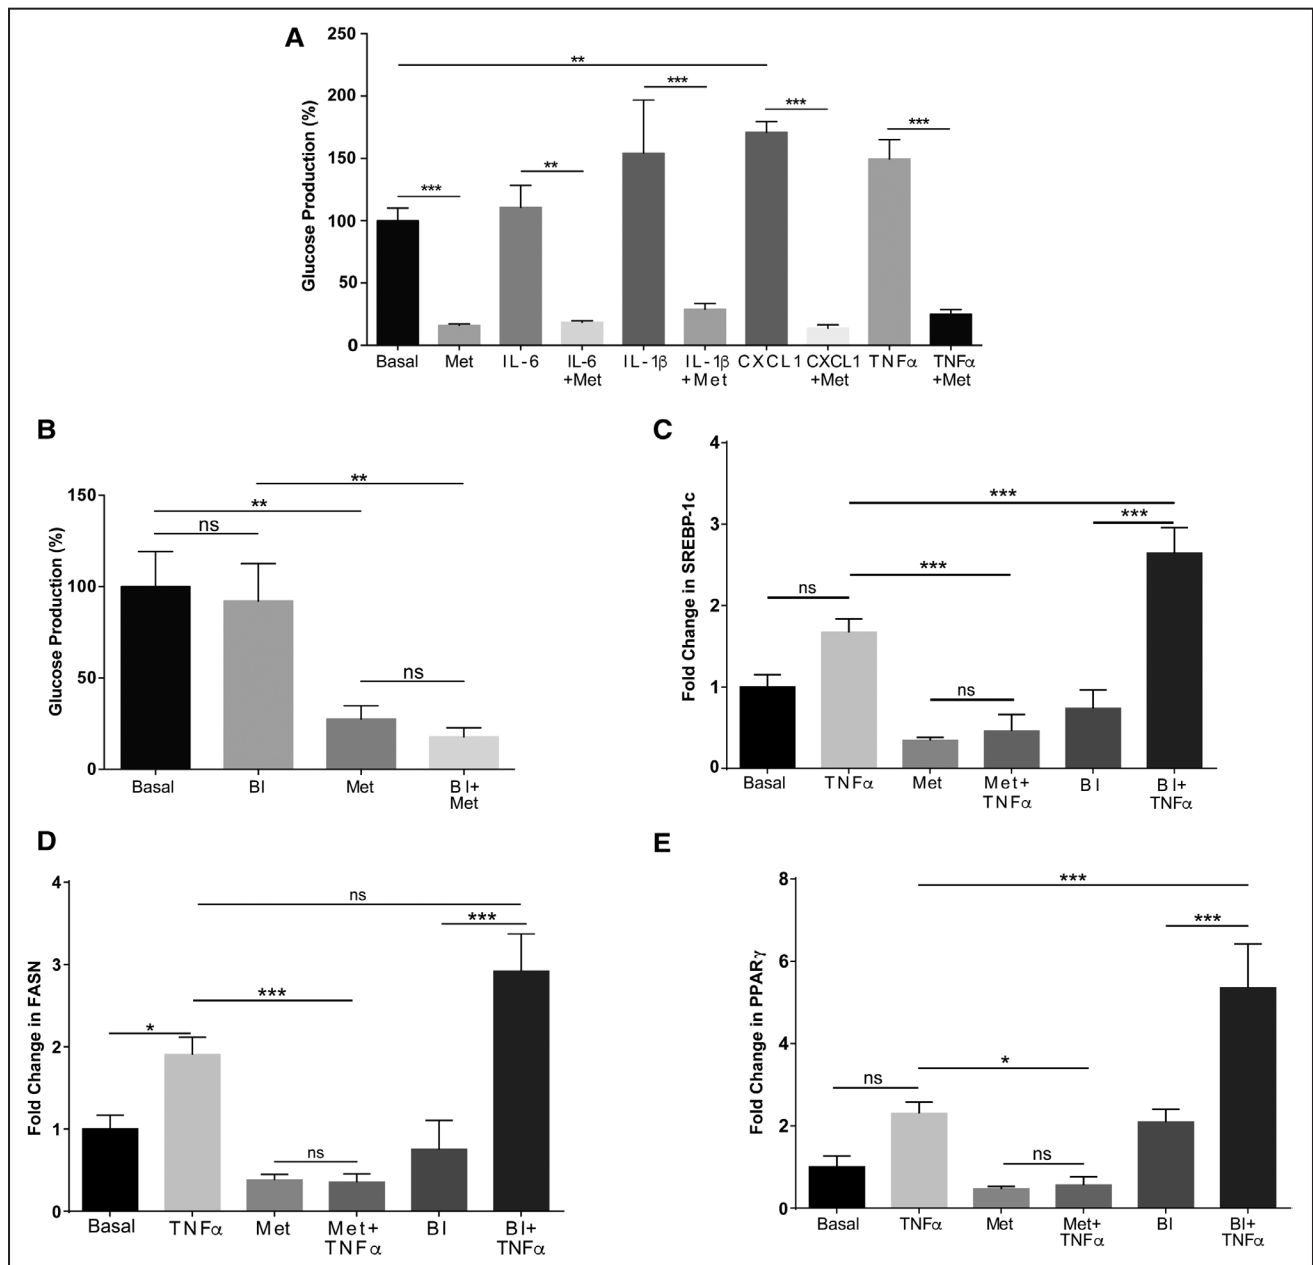 A
Glucose Production (%)
250
200
150
100
50
0
**
***
***
***
**
***
Basal Met IL-6 IL-6 +Met IL-1β IL-1β +Met CXCL1 CXCL1 +Met TNFα TNFα +Met
B
Glucose Production (%)
150
100
50
0
**
**
ns
ns
Basal BI Met BI+ Met
C
Fold Change in SREBP-1c
4
3
2
1
0
***
***
***
ns
ns
Basal TNFα Met Met+ TNFα BI BI+ TNFα
D
Fold Change in FASN
4
3
2
1
0
ns
***
***
*
ns
Basal TNFα Met Met+ TNFα BI BI+ TNFα
E
Fold Change in PPARγ
8
6
4
2
0
***
***
*
ns
ns
Basal TNFα Met Met+ TNFα BI BI+ TNFα